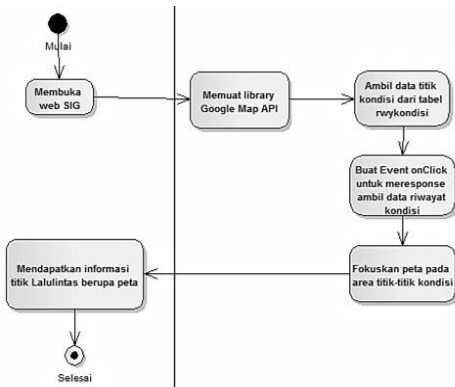 Mulai
Membuka
web SIG
Memuat library
Google Map API
Ambil data titik
kondisi dari tabel
rwykondisi
Buat Event onClick
untuk meresponse
ambil data riwayat
kondisi
Fokuskan peta pada
area titik-titik kondisi
Mendapatkan informasi
titik Lalulintas berupa peta
Selesai